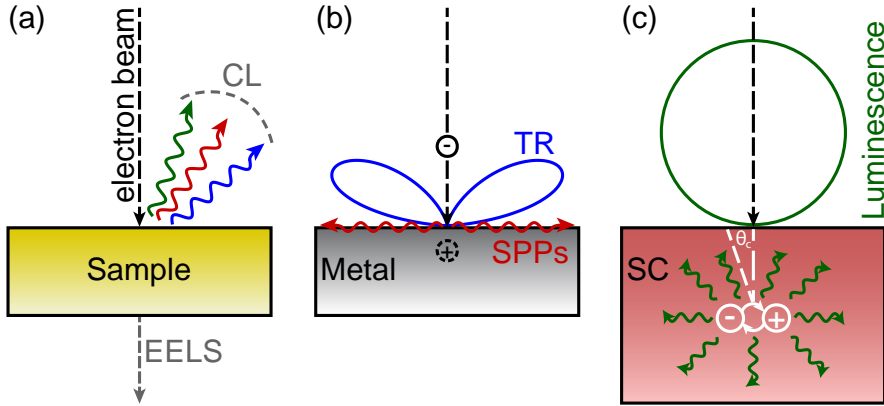 (a)
electron beam
CL
Sample
EELS
(b)
-
TR
SPPs
+
Metal
(c)
Luminescence
θc
SC
- +